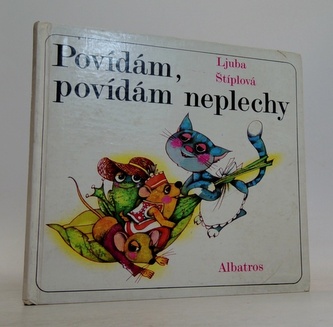 Povídám,
povídám neplechy
Ljuba
Štíplová
Albatros